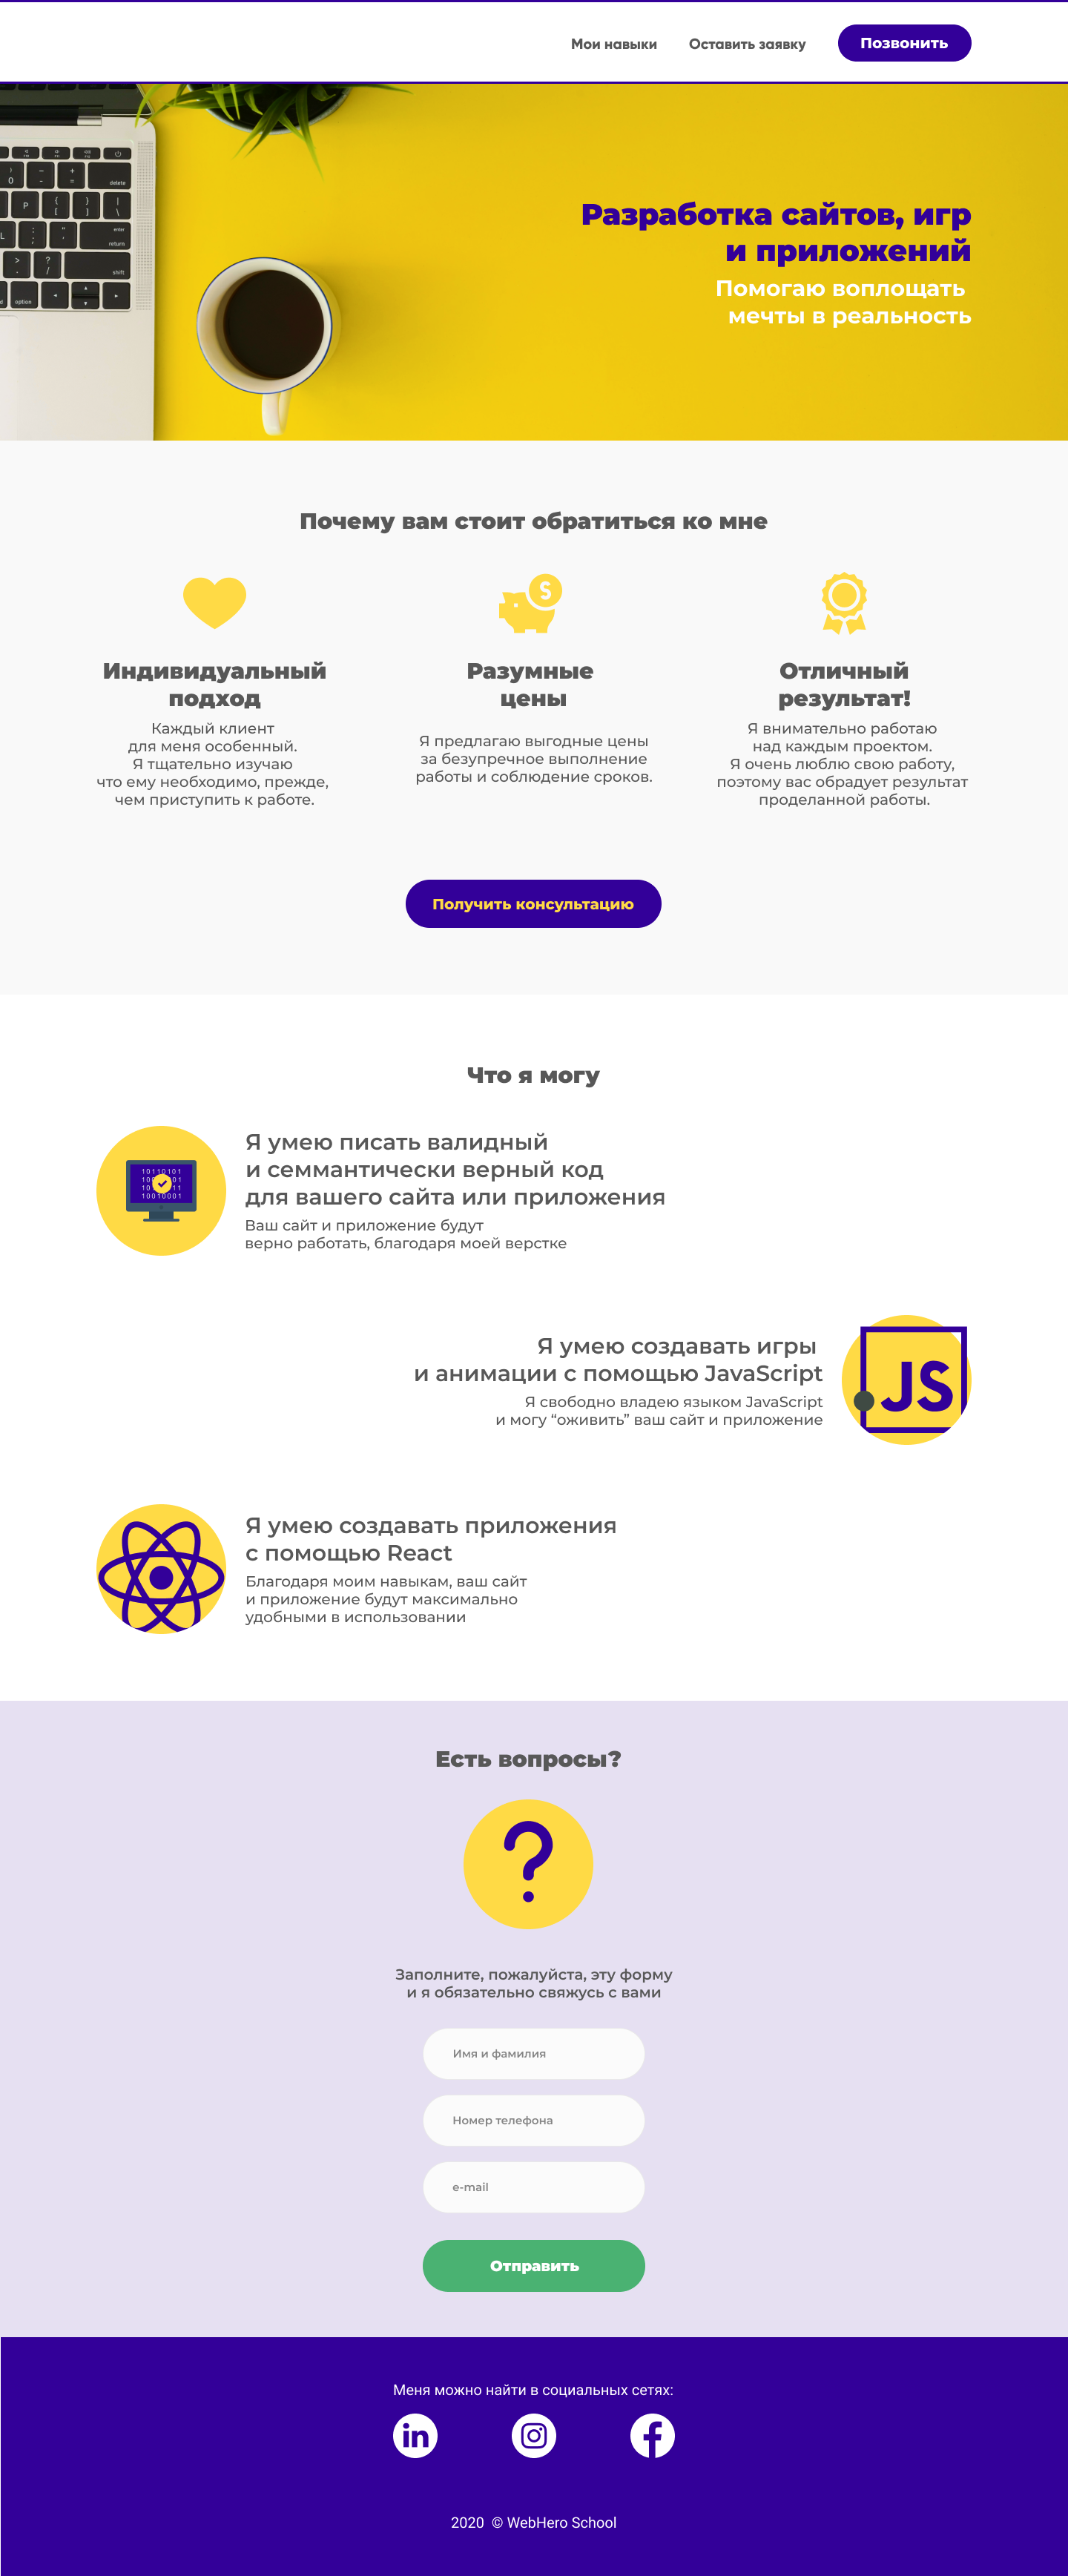 Мои навыки
Оставить заявку
Позвонить
delete
enter
return
shift
option
Разработка сайтов, игр
и приложений
Помогаю воплощать
мечты в реальность
Почему вам стоит обратиться ко мне
Индивидуальный
подход
Каждый клиент
для меня особенный.
Я тщательно изучаю
что ему необходимо, прежде,
чем приступить к работе.
Разумные
цены
Я предлагаю выгодные цены
за безупречное выполнение
работы и соблюдение сроков.
Отличный
результат!
Я внимательно работаю
над каждым проектом.
Я очень люблю свою работу,
поэтому вас обрадует результат
проделанной работы.
Получить консультацию
Что я могу
10110101
Я умею писать валидный
и семмантически верный код
для вашего сайта или приложения
Ваш сайт и приложение будут
верно работать, благодаря моей верстке
Я умею создавать игры
и анимации с помощью JavaScript
Я свободно владею языком JavaScript
и могу “оживить” ваш сайт и приложение
JS
Я умею создавать приложения
с помощью React
Благодаря моим навыкам, ваш сайт
и приложение будут максимально
удобными в использовании
Есть вопросы?
?
Заполните, пожалуйста, эту форму
и я обязательно свяжусь с вами
Имя и фамилия
Номер телефона
e-mail
Отправить
Меня можно найти в социальных сетях:
in
2020 © WebHero School